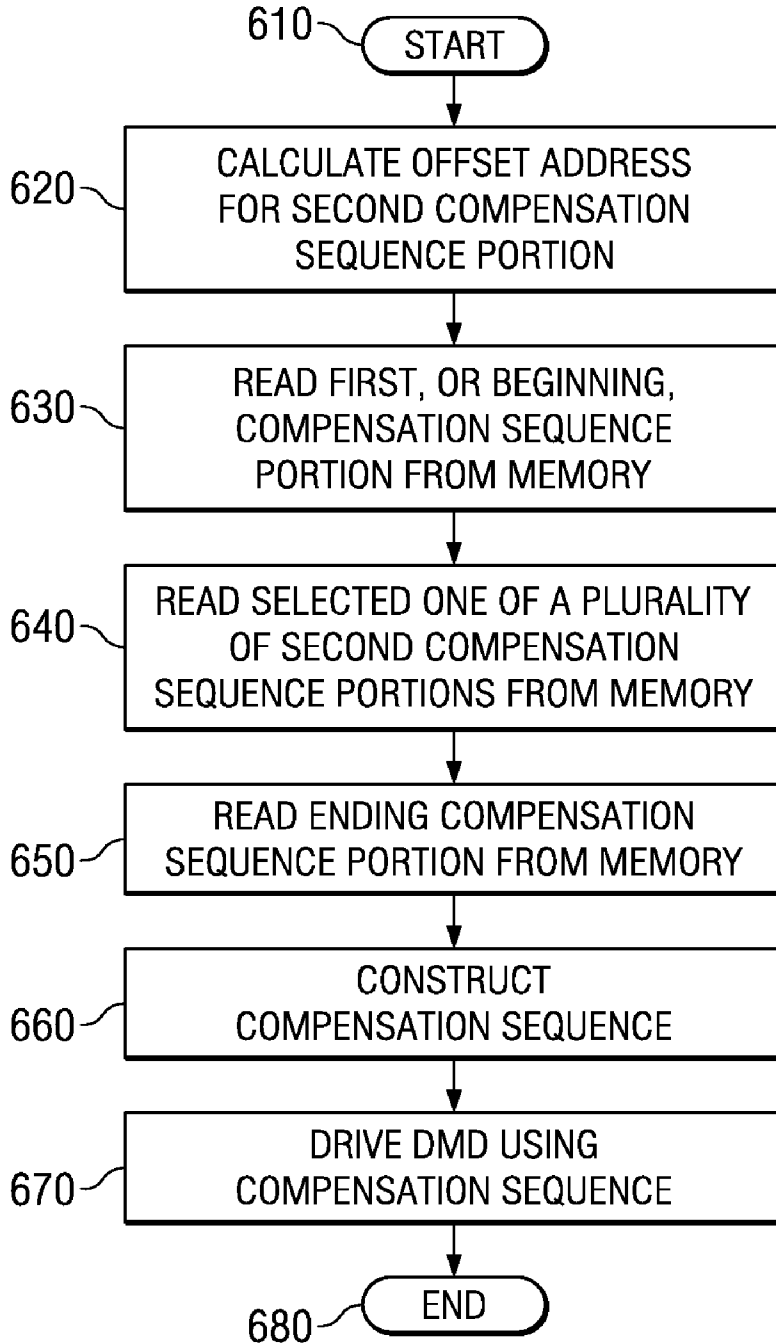 610
START
620
CALCULATE OFFSET ADDRESS
FOR SECOND COMPENSATION
SEQUENCE PORTION
630
READ FIRST, OR BEGINNING,
COMPENSATION SEQUENCE
PORTION FROM MEMORY
640
READ SELECTED ONE OF A PLURALITY
OF SECOND COMPENSATION
SEQUENCE PORTIONS FROM MEMORY
650
READ ENDING COMPENSATION
SEQUENCE PORTION FROM MEMORY
660
CONSTRUCT
COMPENSATION SEQUENCE
670
DRIVE DMD USING
COMPENSATION SEQUENCE
680
END